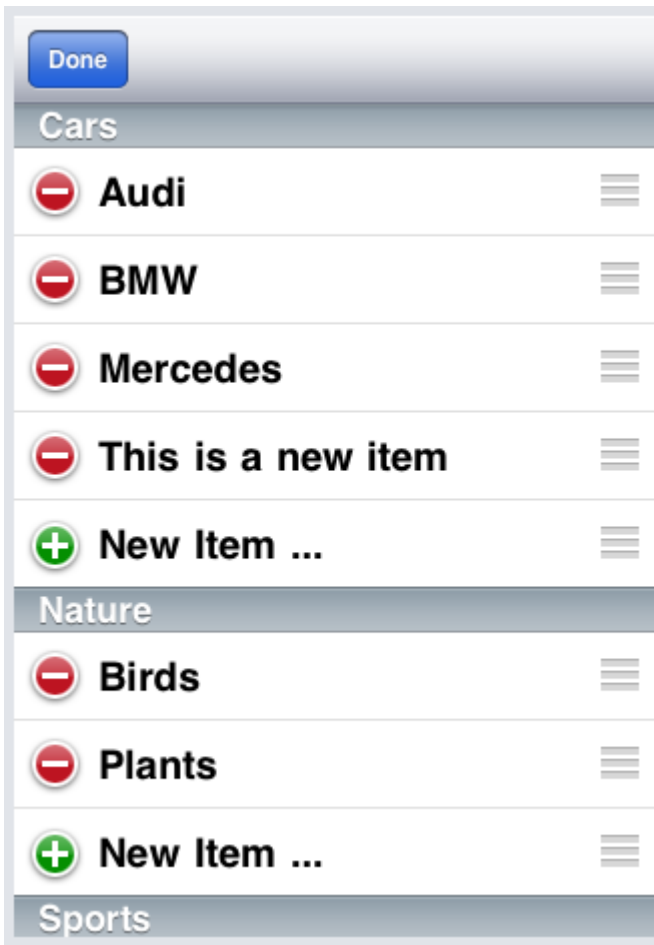 Done
Cars
Audi
BMW
Mercedes
This is a new item
New Item ...
Nature
Birds
Plants
New Item ...
Sports